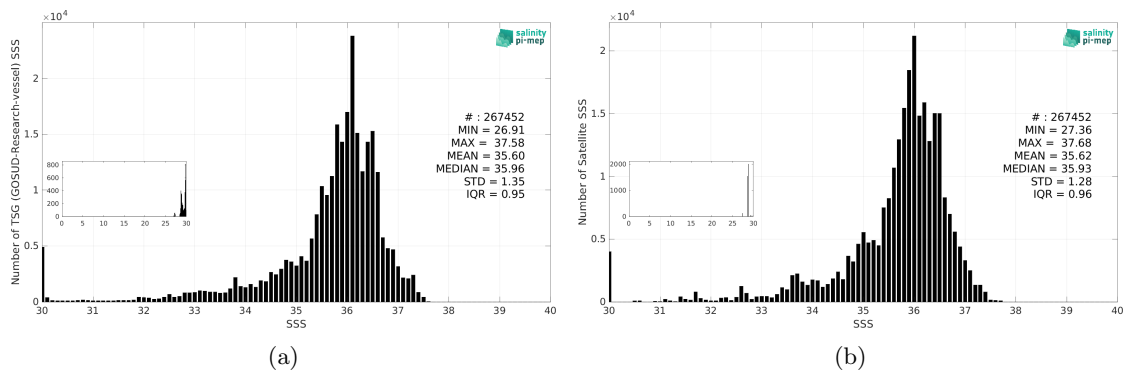 ×10⁴
salinity
pi-mep
Number of TSG (GOSUD-Research-vessel) SSS
2
1.5
1
0.5
0
# : 267452
MIN = 26.91
MAX = 37.58
MEAN = 35.60
MEDIAN = 35.96
STD = 1.35
IQR = 0.95
800
600
400
200
0
0 5 10 15 20 25 30
30 31 32 33 34 35 36 37 38 39 40
SSS
(a)
×10⁴
salinity
pi-mep
Number of Satellite SSS
2
1.5
1
0.5
0
# : 267452
MIN = 27.36
MAX = 37.68
MEAN = 35.62
MEDIAN = 35.93
STD = 1.28
IQR = 0.96
2000
1500
1000
500
0
0 5 10 15 20 25 30
30 31 32 33 34 35 36 37 38 39 40
SSS
(b)